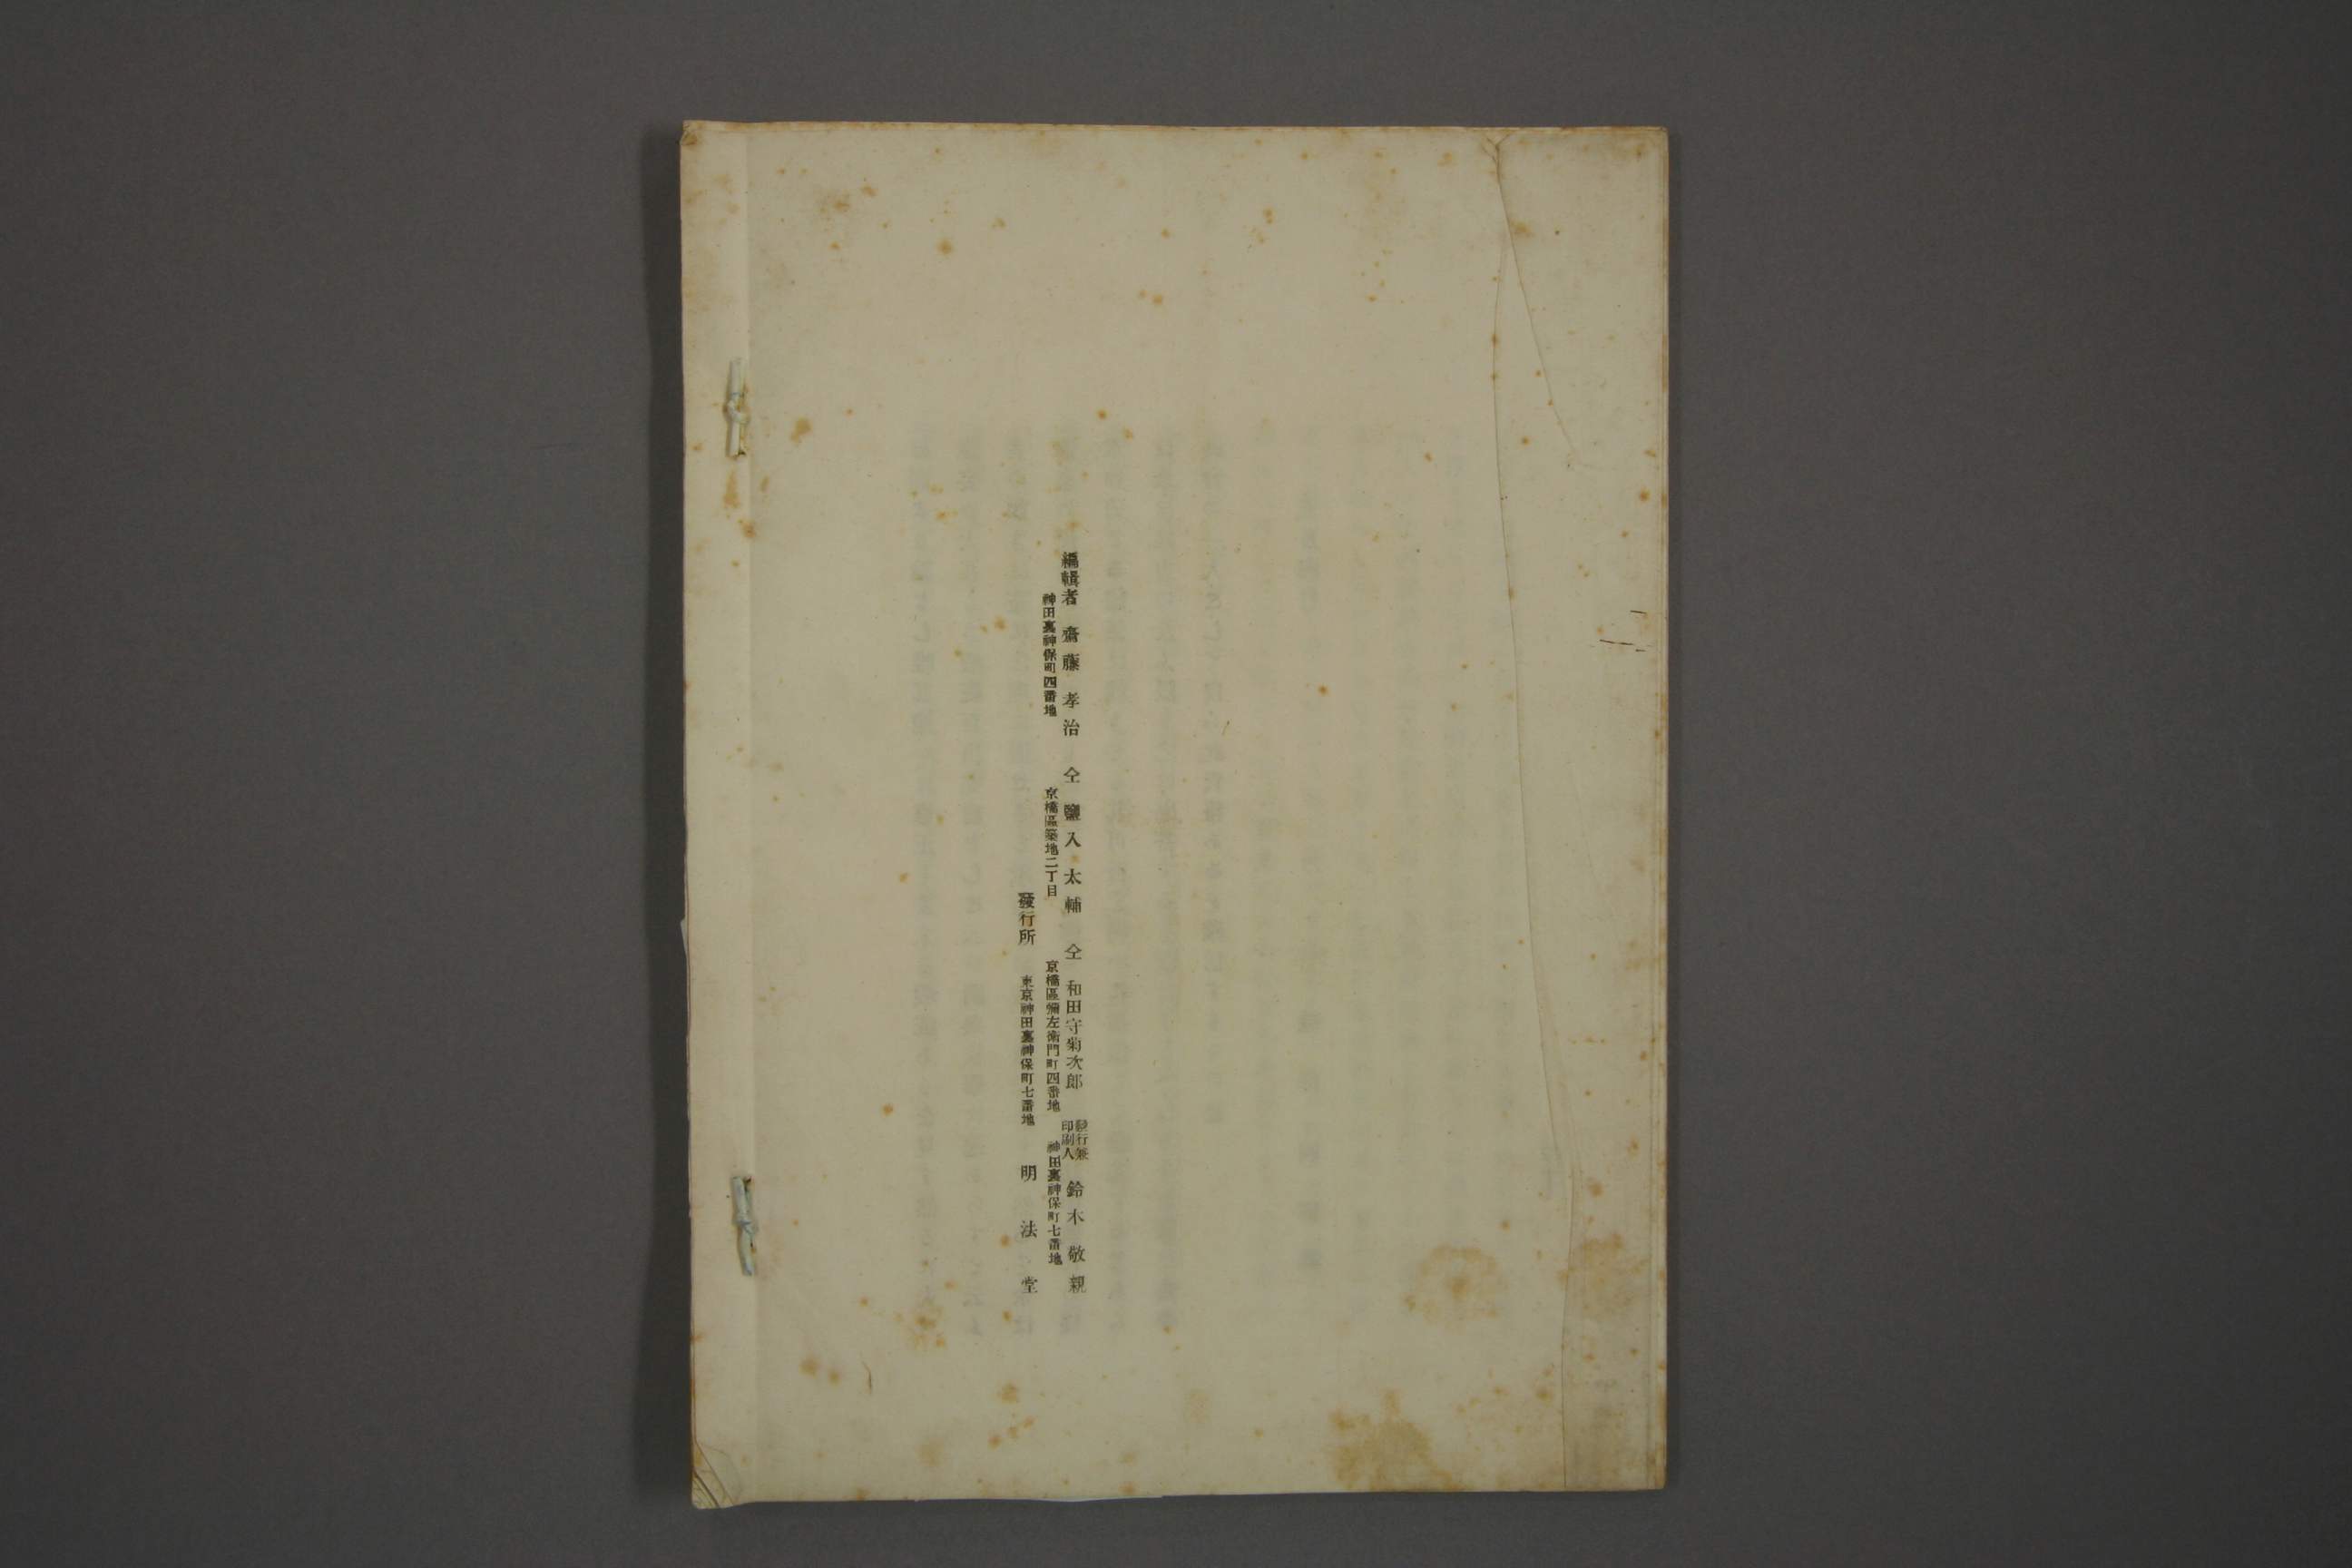 編輯者 齋藤孝治 仝 鹽入太輔 仝 和田守菊次郎 發行兼印刷人 鈴木敬親
神田裏神保町四番地 京橋區築地二丁目 京橋區彌左衞門町四番地 神田裏神保町七番地
發行所 東京神田裏神保町七番地 明法堂